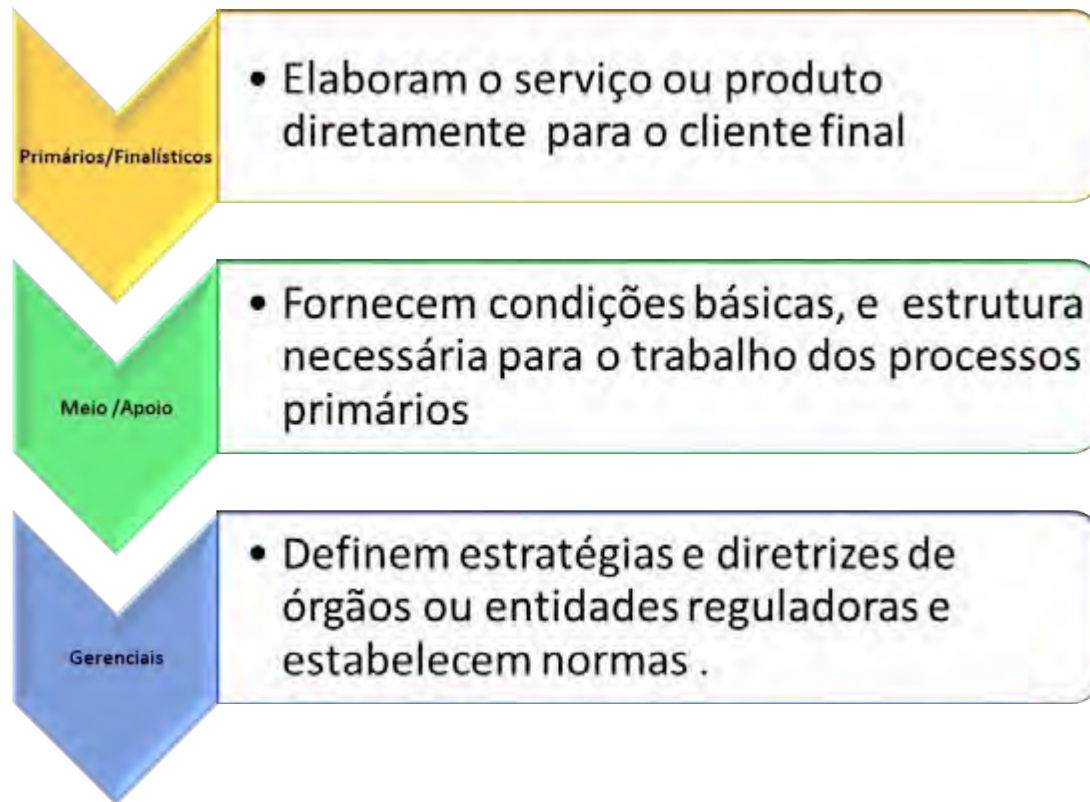 Primários/Finalísticos
• Elaboram o serviço ou produto
diretamente para o cliente final
Meio /Apoio
• Fornecem condições básicas, e estrutura
necessária para o trabalho dos processos
primários
Gerenciais
• Definem estratégias e diretrizes de
órgãos ou entidades reguladoras e
estabelecem normas .